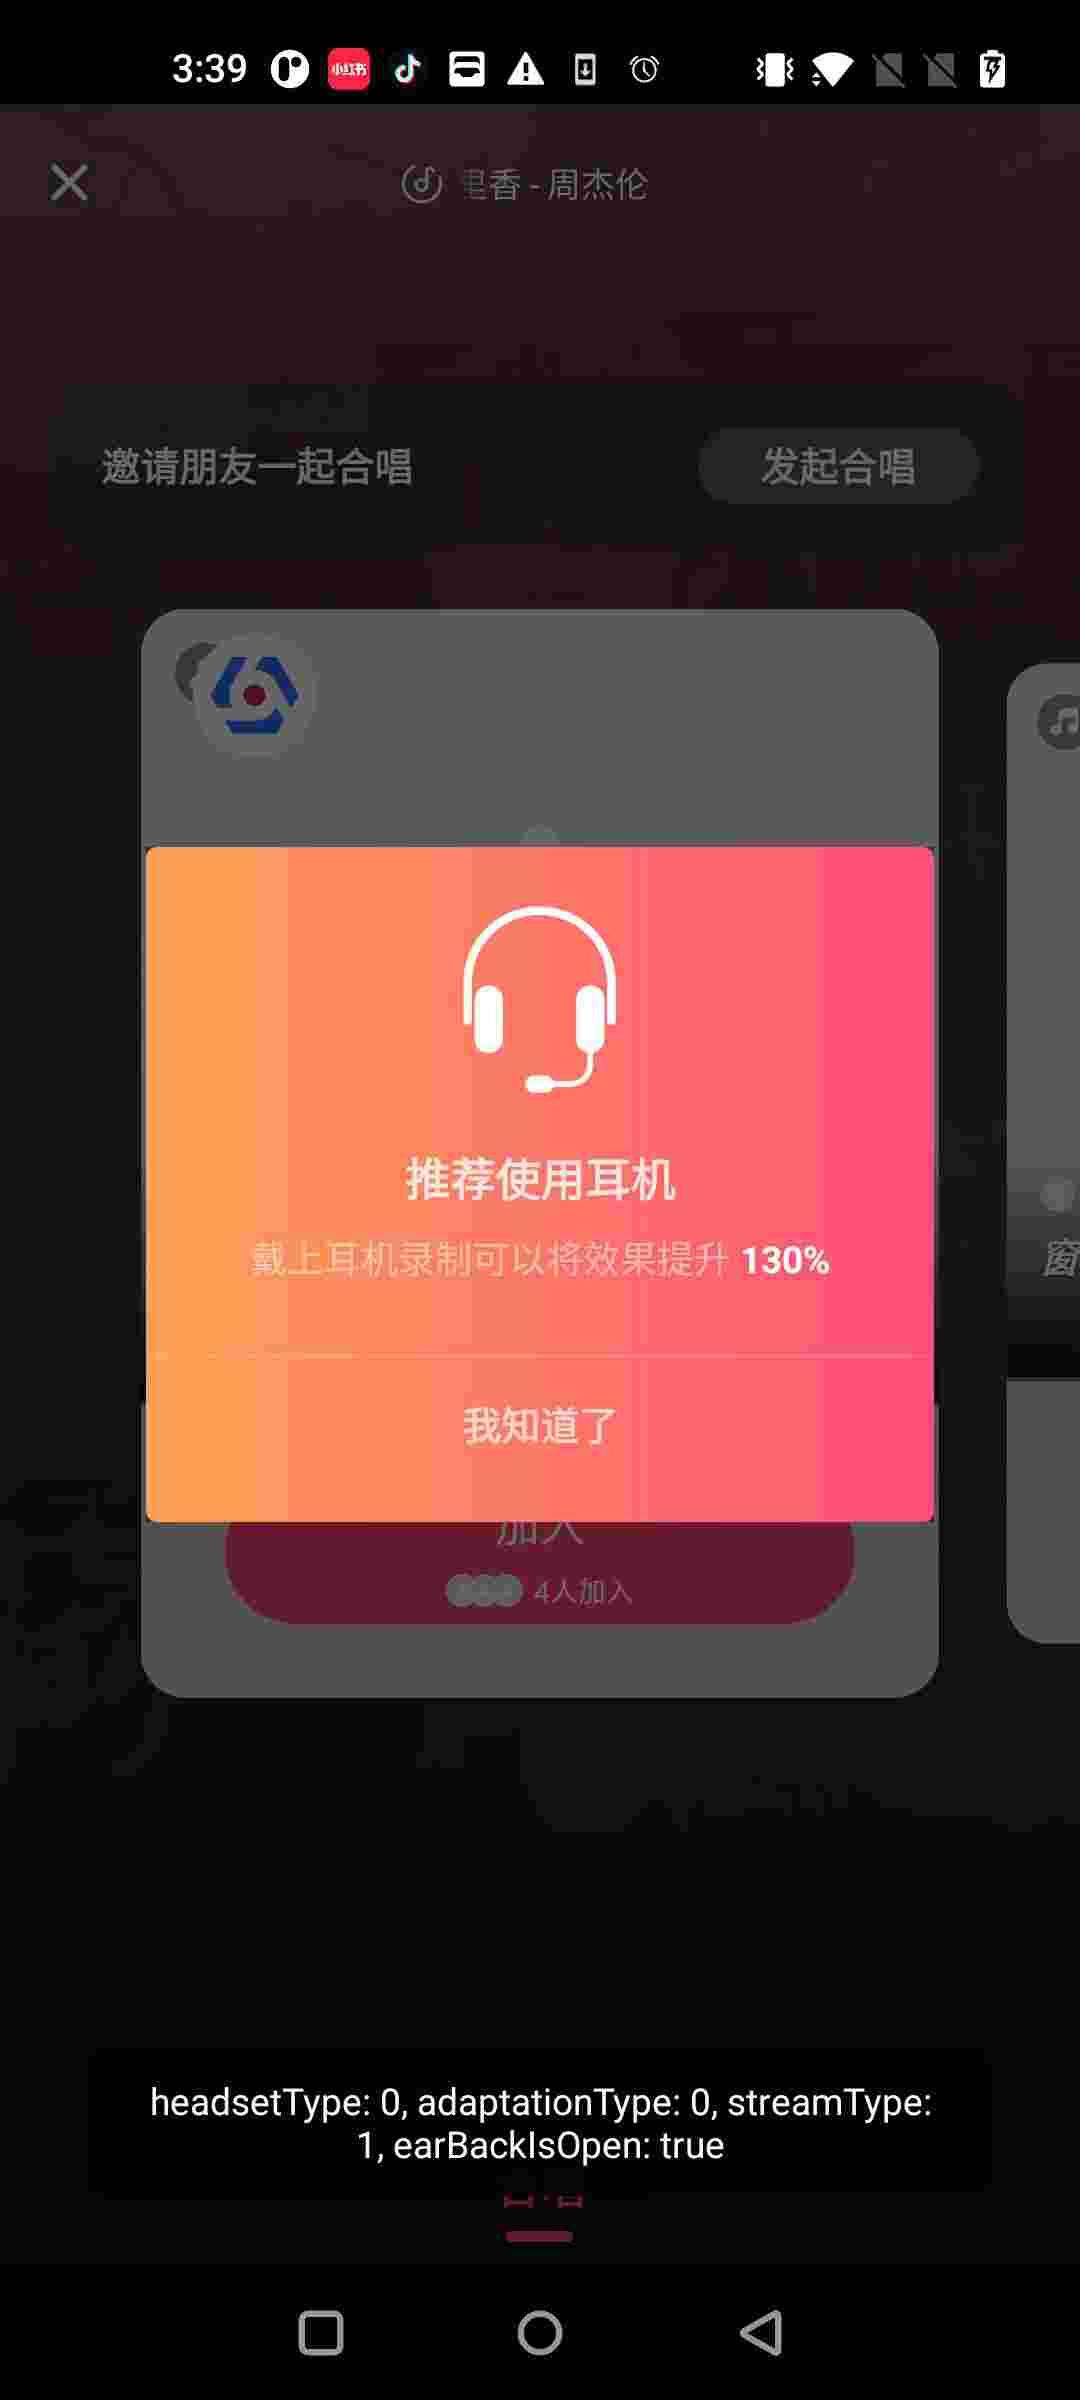 3:39
小红书
香 - 周杰伦
邀请朋友一起合唱
发起合唱
推荐使用耳机
戴上耳机录制可以将效果提升 130%
窗
我知道了
加入
4人加入
headsetType: 0, adaptationType: 0, streamType:
1, earBackIsOpen: true